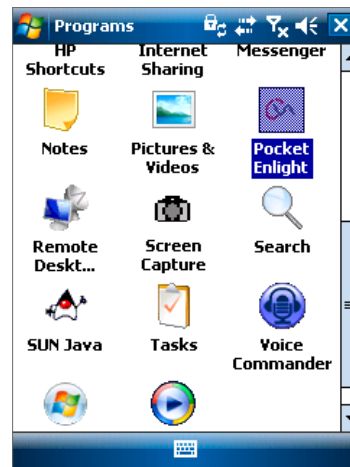 Programs
HP
Shortcuts
Internet
Sharing
Messenger
Notes
Pictures &
Videos
Pocket
Enlight
Remote
Deskt...
Screen
Capture
Search
SUN Java
Tasks
Voice
Commander